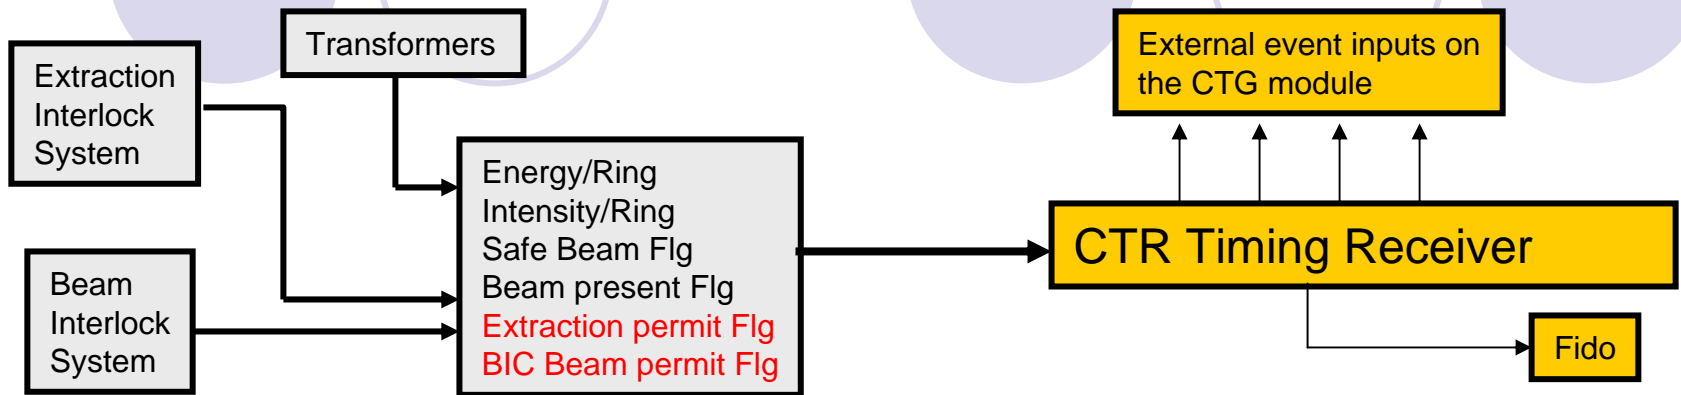 Extraction
Interlock
System
Transformers
Beam
Interlock
System
Energy/Ring
Intensity/Ring
Safe Beam Flg
Beam present Flg
Extraction permit Flg
BIC Beam permit Flg
External event inputs on
the CTG module
CTR Timing Receiver
Fido